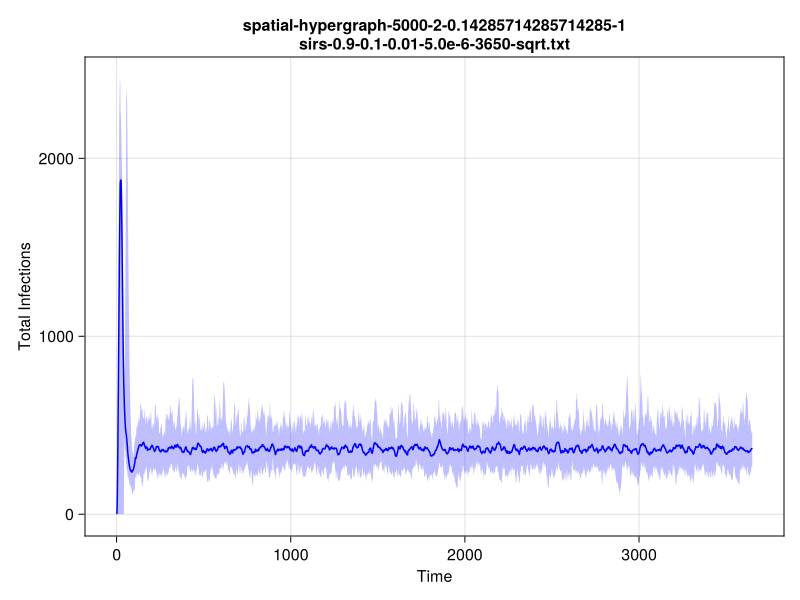 spatial-hypergraph-5000-2-0.14285714285714285-1
sirs-0.9-0.1-0.01-5.0e-6-3650-sqrt.txt
2000
1000
0
Total Infections
0
1000
2000
3000
Time